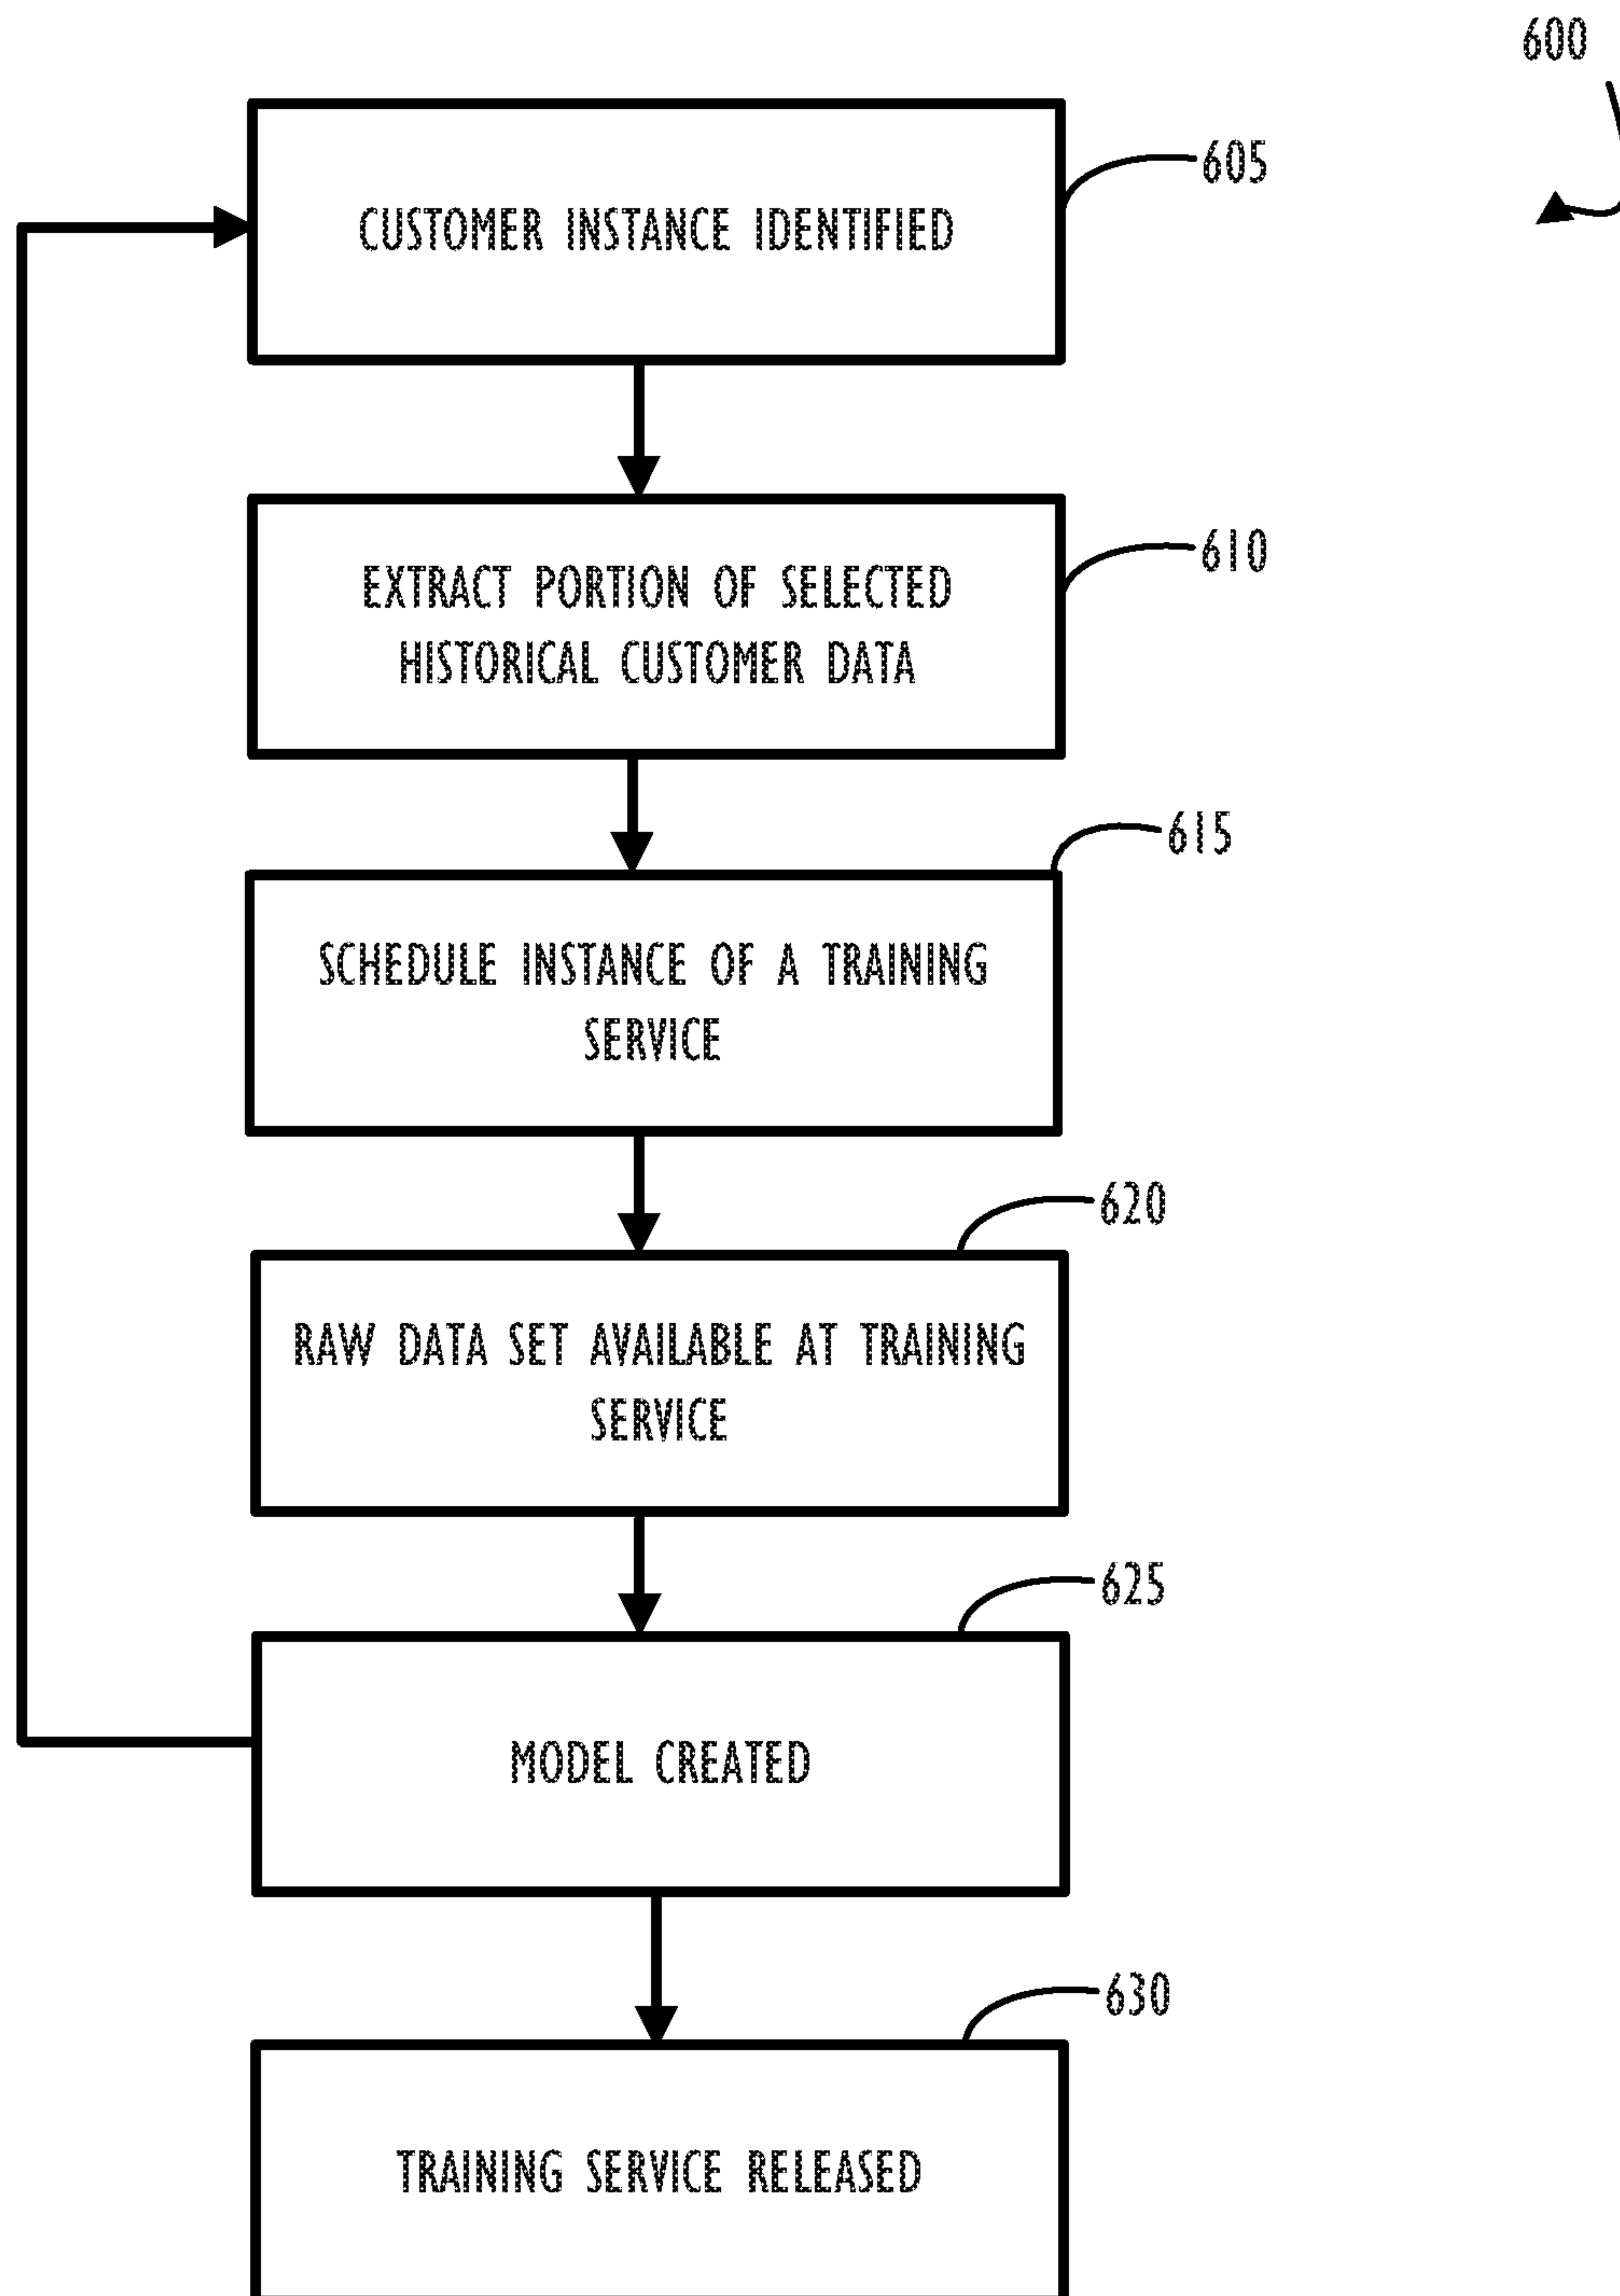 600
CUSTOMER INSTANCE IDENTIFIED
605
EXTRACT PORTION OF SELECTED
HISTORICAL CUSTOMER DATA
610
SCHEDULE INSTANCE OF A TRAINING
SERVICE
615
RAW DATA SET AVAILABLE AT TRAINING
SERVICE
620
MODEL CREATED
625
TRAINING SERVICE RELEASED
630